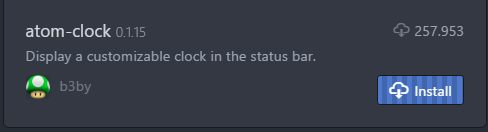 atom-clock 0.1.15 257.953
Display a customizable clock in the status bar.
b3by Install